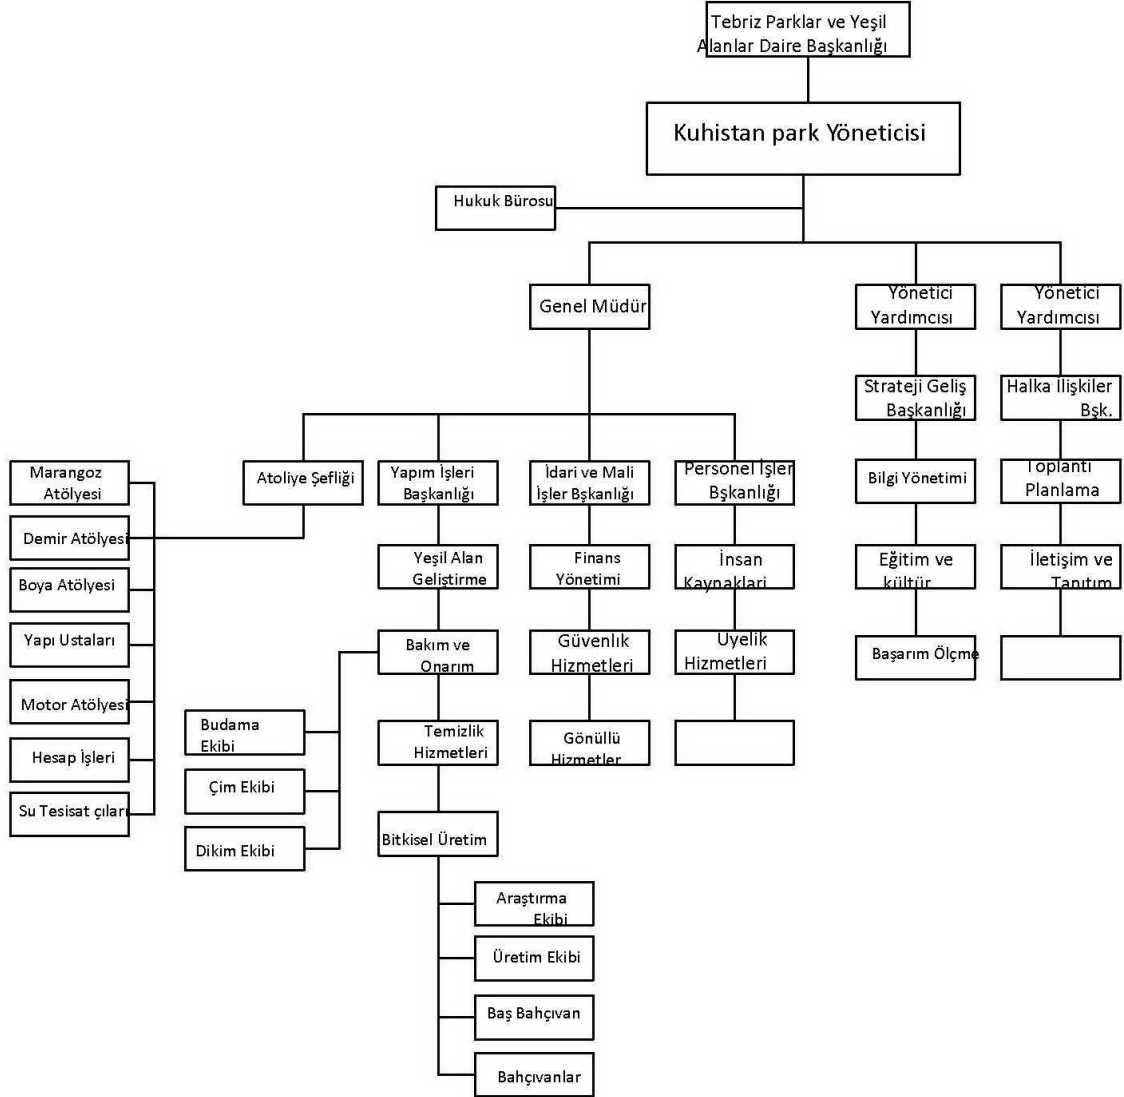 Tebriz Parklar ve Yeşil
Alanlar Daire Başkanlığı
Kuhistan park Yöneticisi
Hukuk Bürosu
Genel Müdür
Yönetici
Yardımcısı
Yönetici
Yardımcısı
Strateji Geliş
Başkanlığı
Halka İlişkiler
Bşk.
Marangoz
Atölyesi
Atoliye Şefliği
Yapım İşleri
Başkanlığı
İdari ve Mali
İşler Bşkanlığı
Personel İşler
Bşkanlığı
Bilgi Yönetimi
Toplantı
Planlama
Demir Atölyesi
Yeşil Alan
Geliştirme
Finans
Yönetimi
İnsan
Kaynaklari
Eğitim ve
kültür
İletişim ve
Tanıtım
Boya Atölyesi
Yapı Ustaları
Bakım ve
Onarım
Güvenlık
Hizmetleri
Uyelik
Hizmetleri
Başarım Ölçme
Motor Atölyesi
Budama
Ekibi
Temizlik
Hizmetleri
Gönüllü
Hizmetler
Hesap İşleri
Çim Ekibi
Su Tesisat çıları
Dikim Ekibi
Bitkisel Üretim
Araştırma
Ekibi
Üretim Ekibi
Baş Bahçıvan
Bahçıvanlar